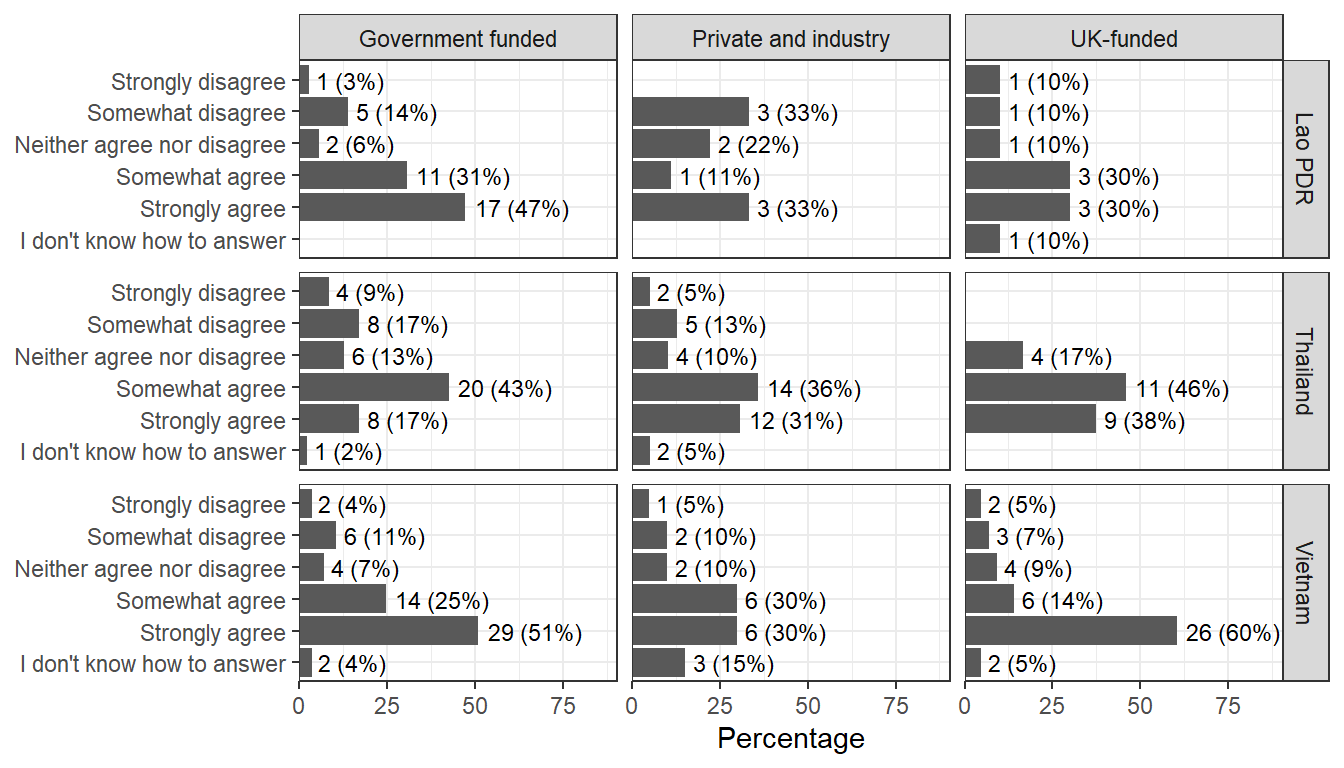 Government funded Private and industry UK-funded
Lao PDR
Strongly disagree 1 (3%) 1 (10%)
Somewhat disagree 5 (14%) 3 (33%) 1 (10%)
Neither agree nor disagree 2 (6%) 2 (22%) 1 (10%)
Somewhat agree 11 (31%) 1 (11%) 3 (30%)
Strongly agree 17 (47%) 3 (33%) 3 (30%)
I don't know how to answer 1 (10%)
Thailand
Strongly disagree 4 (9%) 2 (5%)
Somewhat disagree 8 (17%) 5 (13%)
Neither agree nor disagree 6 (13%) 4 (10%) 4 (17%)
Somewhat agree 20 (43%) 14 (36%) 11 (46%)
Strongly agree 8 (17%) 12 (31%) 9 (38%)
I don't know how to answer 1 (2%) 2 (5%)
Vietnam
Strongly disagree 2 (4%) 1 (5%) 2 (5%)
Somewhat disagree 6 (11%) 2 (10%) 3 (7%)
Neither agree nor disagree 4 (7%) 2 (10%) 4 (9%)
Somewhat agree 14 (25%) 6 (30%) 6 (14%)
Strongly agree 29 (51%) 6 (30%) 26 (60%)
I don't know how to answer 2 (4%) 3 (15%) 2 (5%)
0 25 50 75 0 25 50 75 0 25 50 75
Percentage